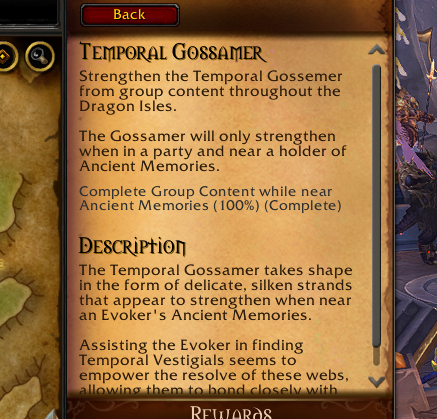 Back
Temporal Gossamer
Strengthen the Temporal Gossemer
from group content throughout the
Dragon Isles.
The Gossamer will only strengthen
when in a party and near a holder of
Ancient Memories.
Complete Group Content while near
Ancient Memories (100%) (Complete)
Description
The Temporal Gossamer takes shape
in the form of delicate, silken strands
that appear to strengthen when near
an Evoker's Ancient Memories.
Assisting the Evoker in finding
Temporal Vestigials seems to
empower the resolve of these webs,
allowing them to bond closely with
Rewards